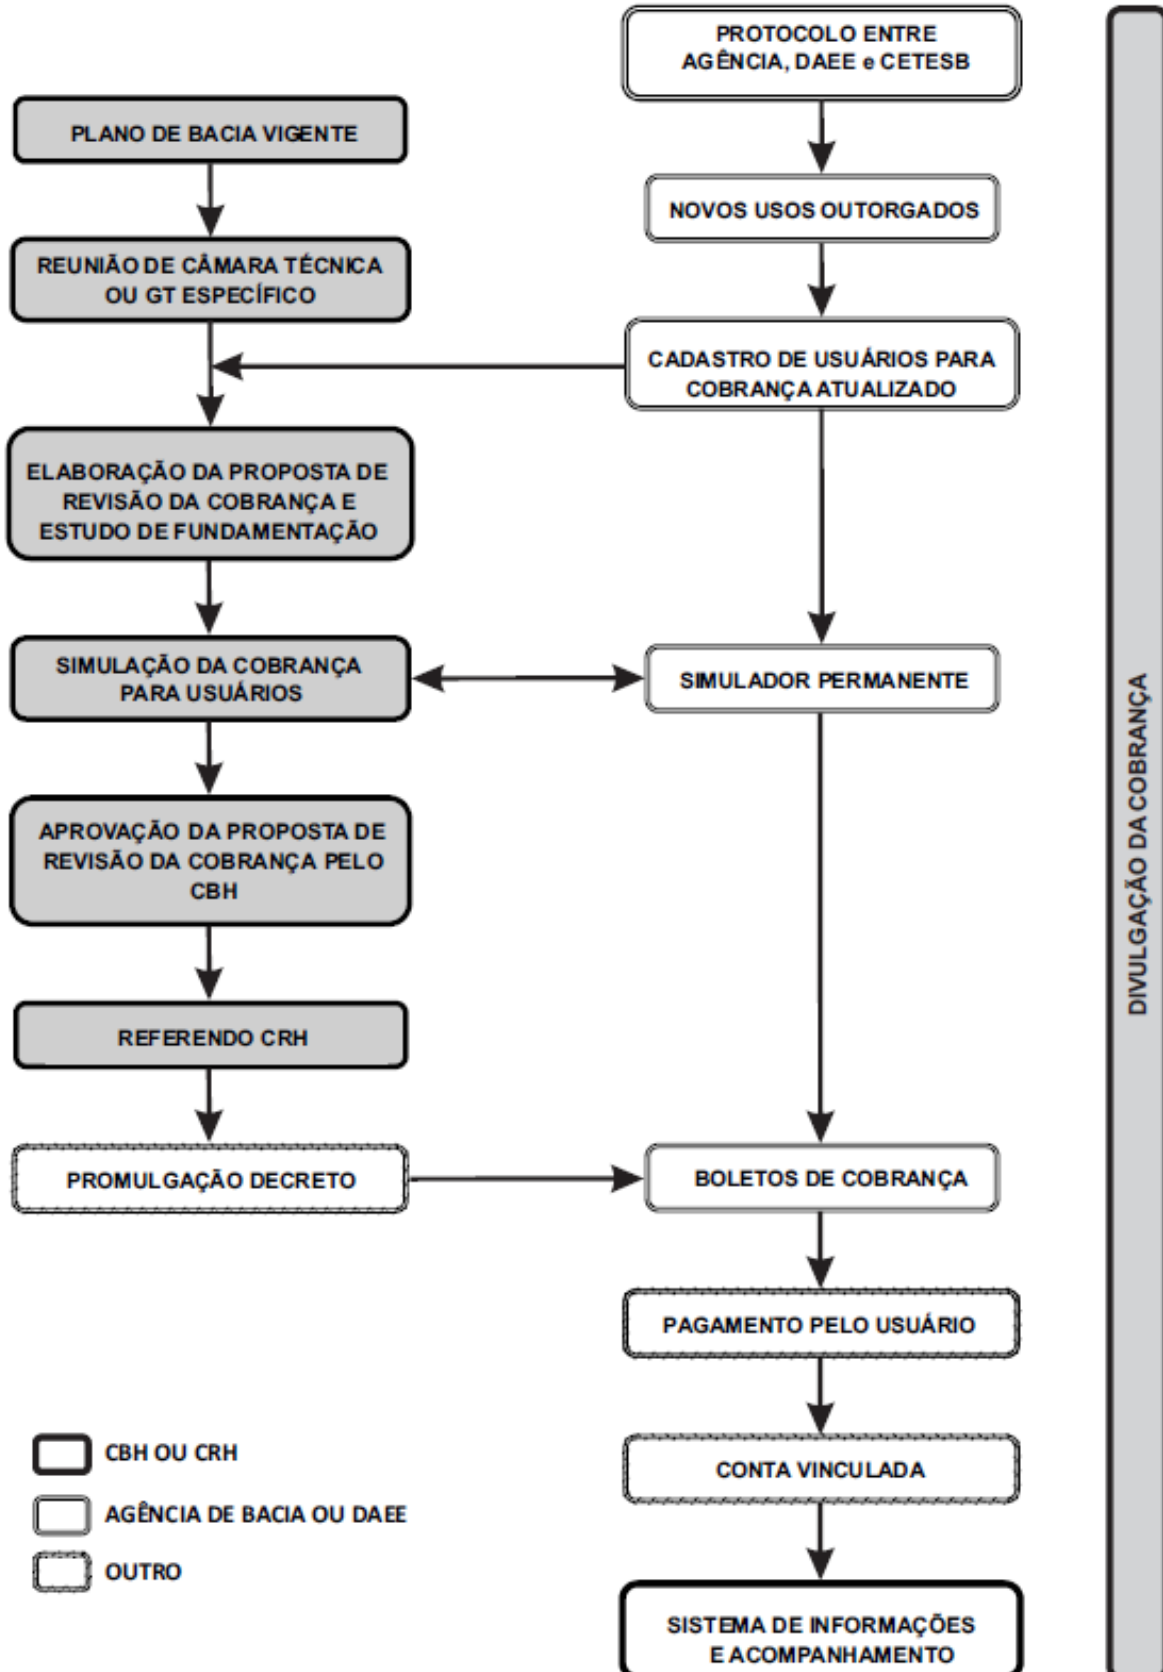 PROTOCOLO ENTRE
AGÊNCIA, DAEE e CETESB
PLANO DE BACIA VIGENTE
NOVOS USOS OUTORGADOS
REUNIÃO DE CÂMARA TÉCNICA
OU GT ESPECÍFICO
CADASTRO DE USUÁRIOS PARA
COBRANÇA ATUALIZADO
ELABORAÇÃO DA PROPOSTA DE
REVISÃO DA COBRANÇA E
ESTUDO DE FUNDAMENTAÇÃO
SIMULAÇÃO DA COBRANÇA
PARA USUÁRIOS
SIMULADOR PERMANENTE
APROVAÇÃO DA PROPOSTA DE
REVISÃO DA COBRANÇA PELO
CBH
REFERENDO CRH
PROMULGAÇÃO DECRETO
BOLETOS DE COBRANÇA
PAGAMENTO PELO USUÁRIO
CONTA VINCULADA
SISTEMA DE INFORMAÇÕES
E ACOMPANHAMENTO
CBH OU CRH
AGÊNCIA DE BACIA OU DAEE
OUTRO
DIVULGAÇÃO DA COBRANÇA